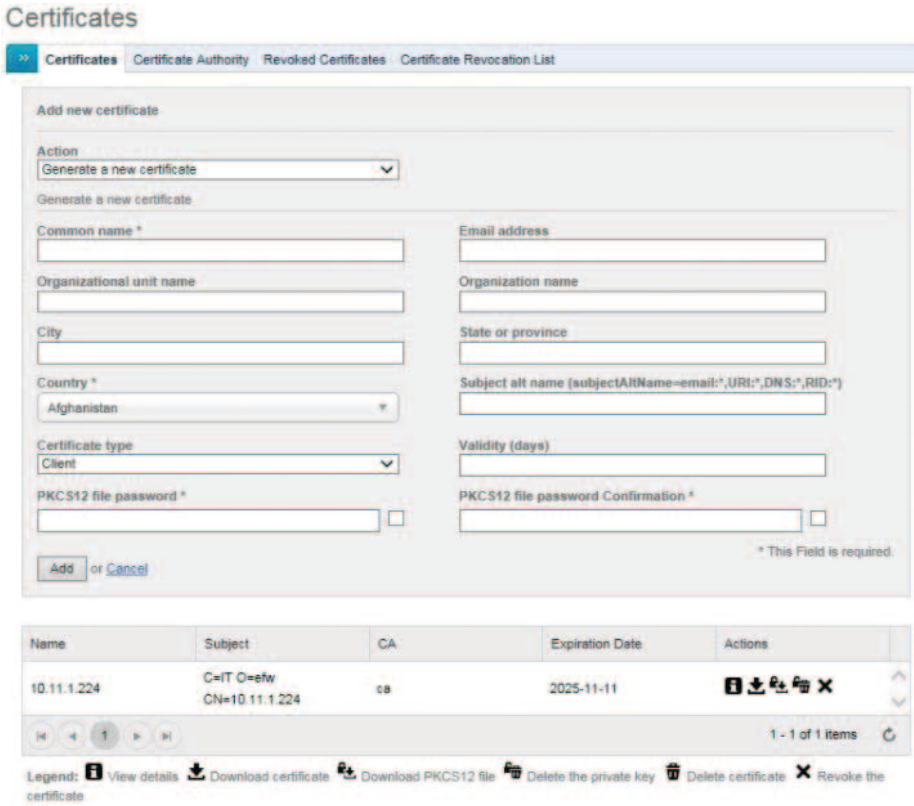 Certificates
» Certificates Certificate Authority Revoked Certificates Certificate Revocation List
Add new certificate
Action
Generate a new certificate
Generate a new certificate
Common name * Email address
Organizational unit name Organization name
City State or province
Country * Subject alt name (subjectAltName=email:*,URI:*,DNS:*,RID:*)
Afghanistan
Certificate type Validity (days)
Client
PKCS12 file password * PKCS12 file password Confirmation *
* This Field is required.
Add or Cancel
Name Subject CA Expiration Date Actions
10.11.1.224 C=IT O=efw CN=10.11.1.224 ca 2025-11-11
1 1 - 1 of 1 items
Legend: View details Download certificate Download PKCS12 file Delete the private key Delete certificate Revoke the
certificate